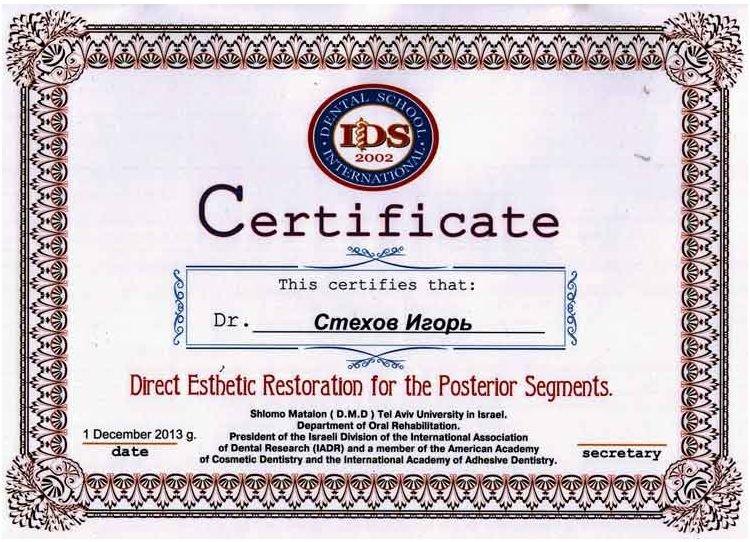 DENTAL SCHOOL
IDS
2002
INTERNATIONAL
Certificate
This certifies that:
Dr. Стехов Игорь
Direct Esthetic Restoration for the Posterior Segments.
Shlomo Matalon ( D.M.D ) Tel Aviv University in Israel.
Department of Oral Rehabilitation.
President of the Israeli Division of the International Association
of Dental Research (IADR) and a member of the American Academy
of Cosmetic Dentistry and the International Academy of Adhesive Dentistry.
1 December 2013 g.
date
secretary